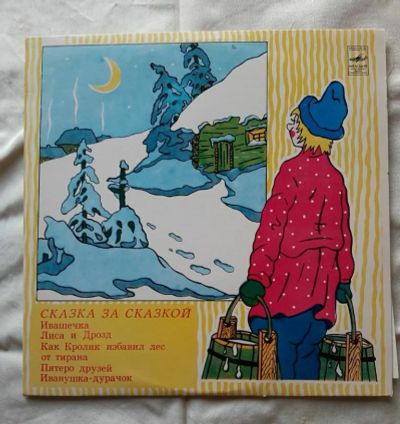 СКАЗКА ЗА СКАЗКОЙ
Ивашечка
Лиса и Дрозд
Как Кролик избавил лес
от тирана
Пятеро друзей
Иванушка-дурачок